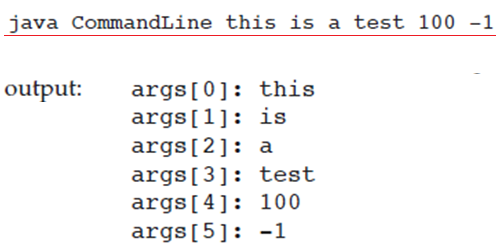 java CommandLine this is a test 100 -1
output: args[0]: this
args[1]: is
args[2]: a
args[3]: test
args[4]: 100
args[5]: -1